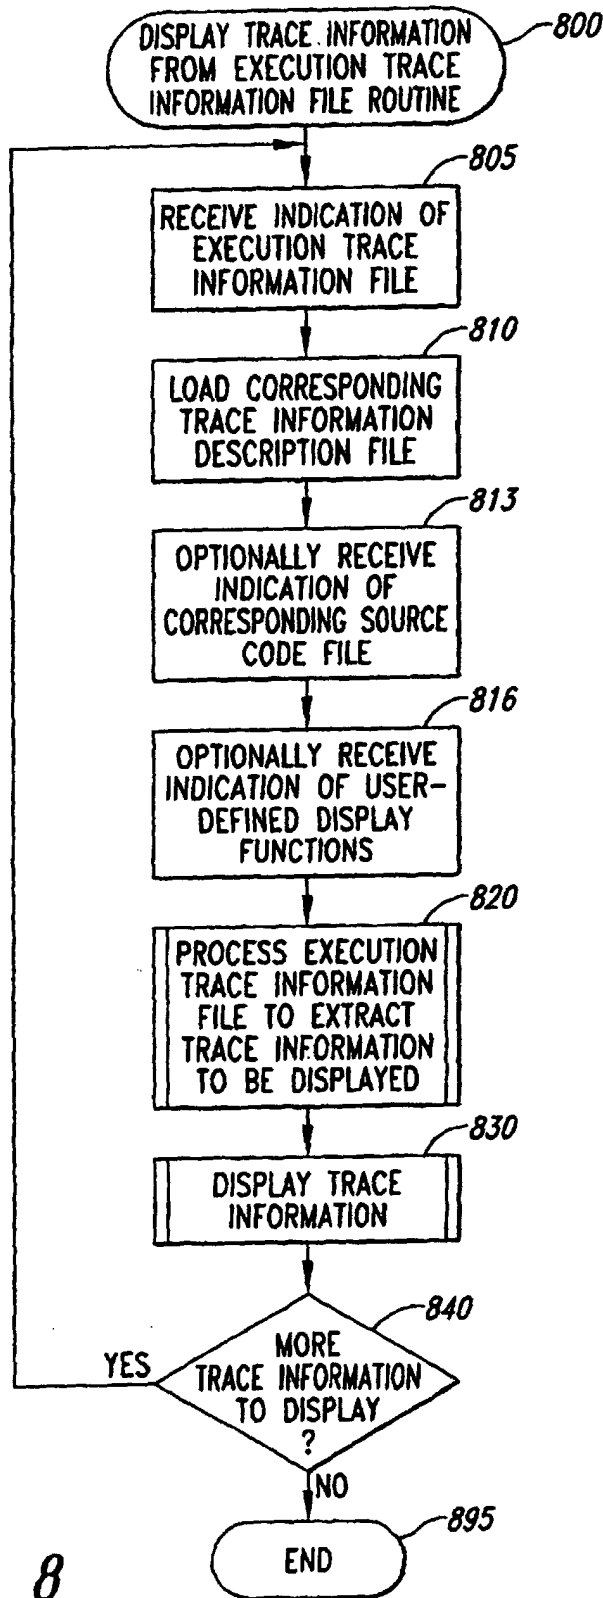 DISPLAY TRACE INFORMATION
FROM EXECUTION TRACE
INFORMATION FILE ROUTINE
800
805
RECEIVE INDICATION OF
EXECUTION TRACE
INFORMATION FILE
810
LOAD CORRESPONDING
TRACE INFORMATION
DESCRIPTION FILE
813
OPTIONALLY RECEIVE
INDICATION OF
CORRESPONDING SOURCE
CODE FILE
816
OPTIONALLY RECEIVE
INDICATION OF USER-
DEFINED DISPLAY
FUNCTIONS
820
PROCESS EXECUTION
TRACE INFORMATION
FILE TO EXTRACT
TRACE INFORMATION
TO BE DISPLAYED
830
DISPLAY TRACE
INFORMATION
840
MORE
TRACE INFORMATION
TO DISPLAY
?
YES
NO
895
END
8